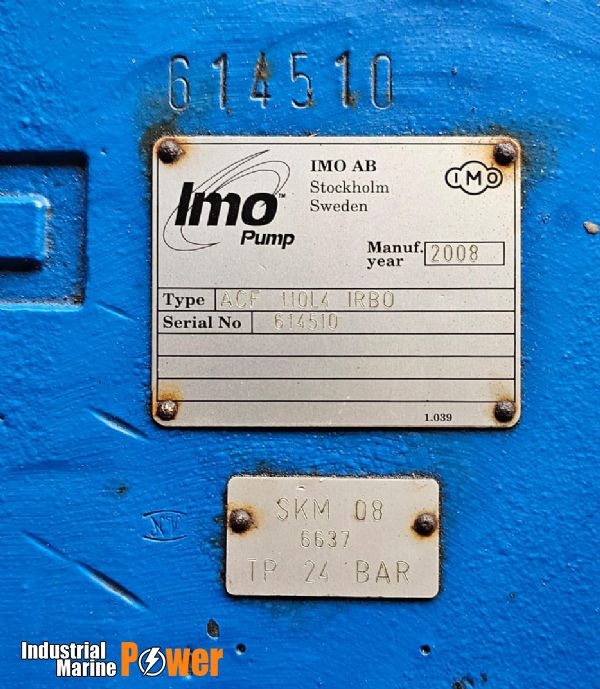 614510
Imo™
Pump
IMO AB
Stockholm
Sweden
IMO
Manuf. year 2008
Type ACF 110L4 IRBO
Serial No 614510
1.039
SKM 08
6637
TP 24 BAR
Industrial
Marine
Power